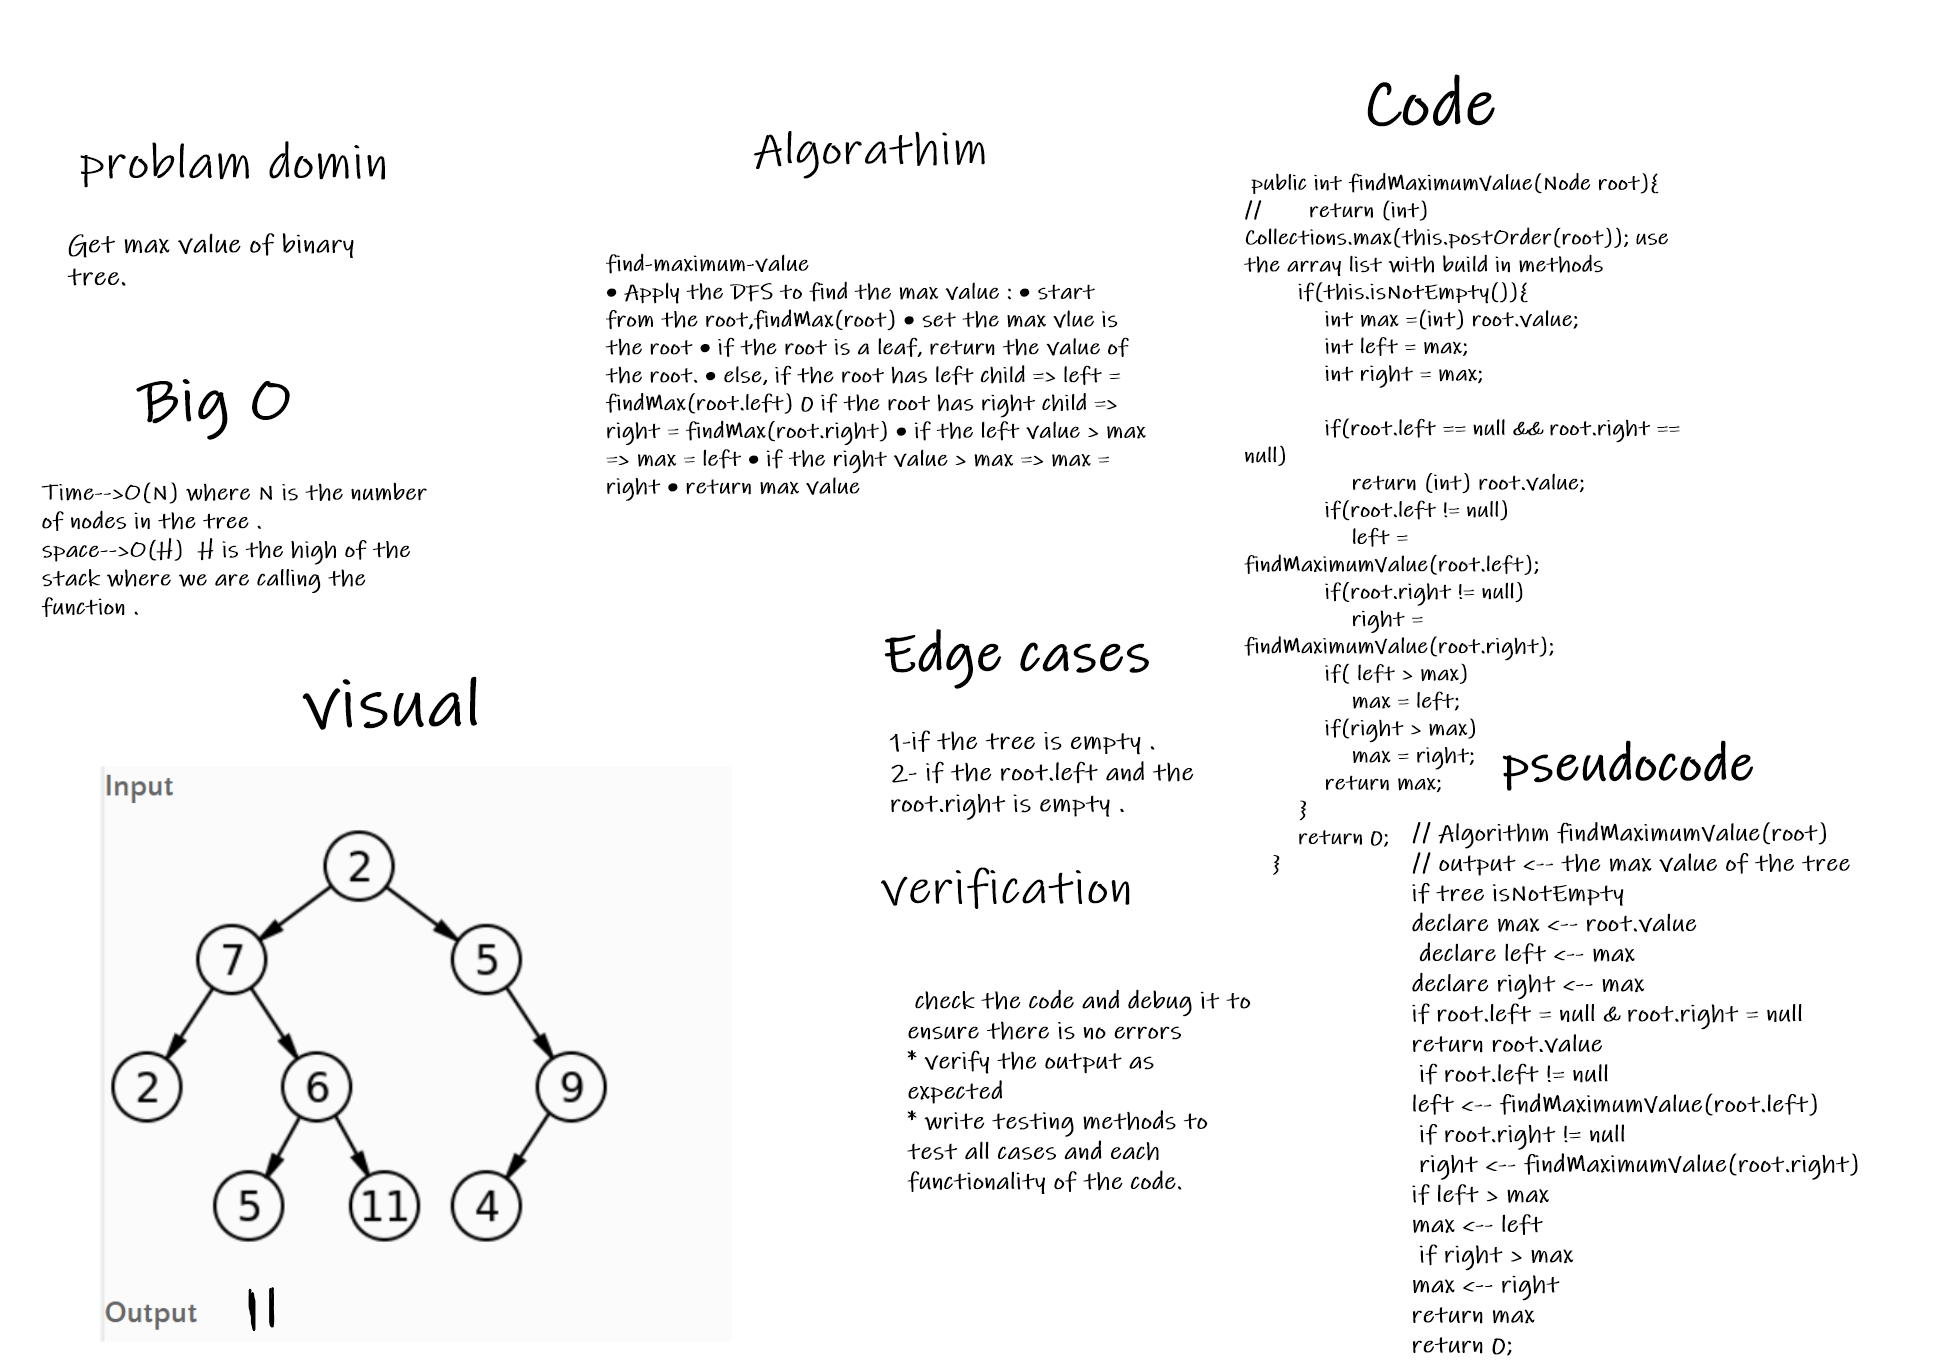 problam domin
Get max value of binary
tree.
Big O
Time-->O(N) where N is the number
of nodes in the tree .
space-->O(H)  H is the high of the
stack where we are calling the
function .
visual
Input
2
7 5
2 6 9
5 11 4
Output 11
Algorathim
find-maximum-value
• Apply the DFS to find the max value : • start
from the root,findMax(root) • set the max vlue is
the root • if the root is a leaf, return the value of
the root. • else, if the root has left child => left =
findMax(root.left) O if the root has right child =>
right = findMax(root.right) • if the left value > max
=> max = left • if the right value > max => max =
right • return max value
Edge cases
1-if the tree is empty .
2- if the root.left and the
root.right is empty .
verification
check the code and debug it to
ensure there is no errors
* verify the output as
expected
* write testing methods to
test all cases and each
functionality of the code.
Code
public int findMaximumValue(Node root){
//       return (int)
Collections.max(this.postOrder(root)); use
the array list with build in methods
if(this.isNotEmpty()){
int max =(int) root.value;
int left = max;
int right = max;
if(root.left == null && root.right ==
null)
return (int) root.value;
if(root.left != null)
left =
findMaximumValue(root.left);
if(root.right != null)
right =
findMaximumValue(root.right);
if( left > max)
max = left;
if(right > max)
max = right;
return max;
}
return 0;
}
pseudocode
// Algorithm findMaximumValue(root)
// output <-- the max value of the tree
if tree isNotEmpty
declare max <-- root.value
declare left <-- max
declare right <-- max
if root.left = null & root.right = null
return root.value
if root.left != null
left <-- findMaximumValue(root.left)
if root.right != null
right <-- findMaximumValue(root.right)
if left > max
max <-- left
if right > max
max <-- right
return max
return 0;